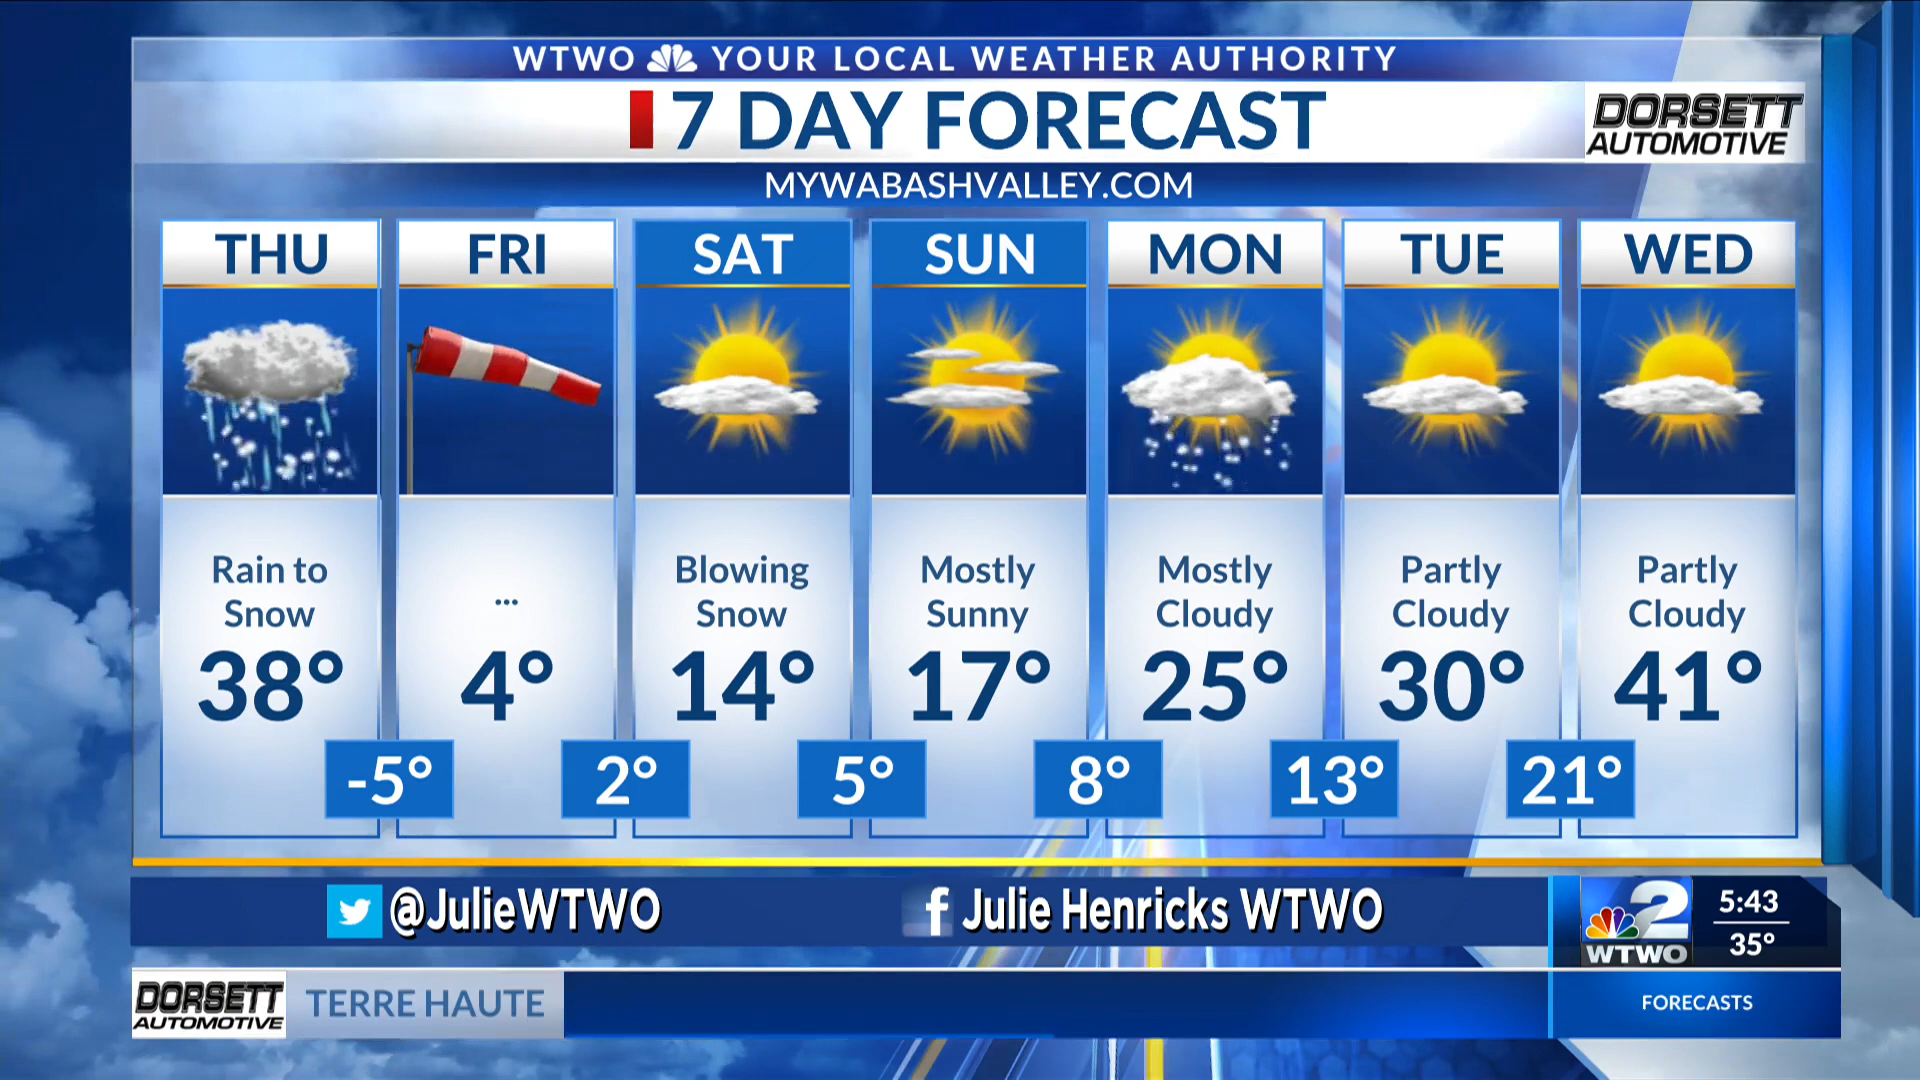 WTWO YOUR LOCAL WEATHER AUTHORITY
7 DAY FORECAST
DORSETT
AUTOMOTIVE
MYWABASHVALLEY.COM
THU FRI SAT SUN MON TUE WED
Rain to
Snow
38°
...
4°
Blowing
Snow
14°
Mostly
Sunny
17°
Mostly
Cloudy
25°
Partly
Cloudy
30°
Partly
Cloudy
41°
-5° 2° 5° 8° 13° 21°
@JulieWTWO
f Julie Henricks WTWO
2
WTWO
5:43
35°
DORSETT
AUTOMOTIVE
TERRE HAUTE
FORECASTS